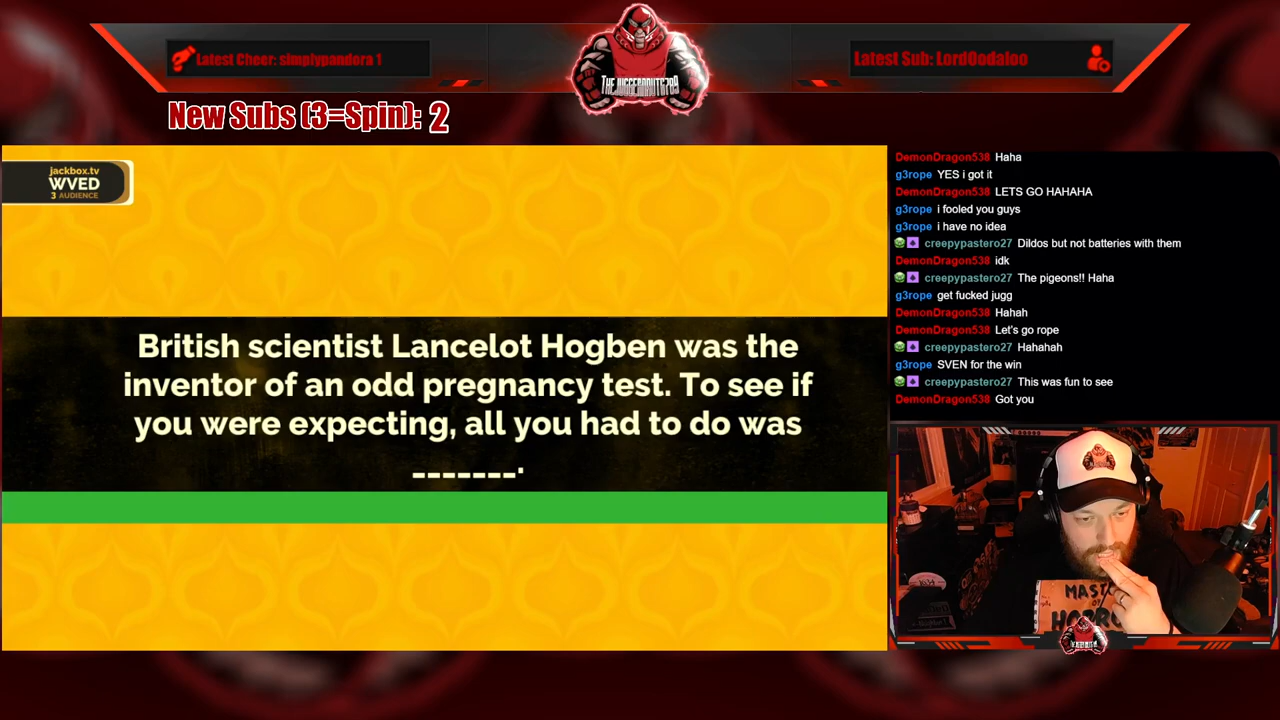 Latest Cheer: simplypandora 1
THEJUGGERNAUT6789
Latest Sub: LordOodaloo
New Subs (3=Spin): 2
jackbox.tv
WVED
3 AUDIENCE
British scientist Lancelot Hogben was the
inventor of an odd pregnancy test. To see if
you were expecting, all you had to do was
_______.
DemonDragon538 Haha
g3rope YES i got it
DemonDragon538 LETS GO HAHAHA
g3rope i fooled you guys
g3rope i have no idea
creepypastero27 Dildos but not batteries with them
DemonDragon538 idk
creepypastero27 The pigeons!! Haha
g3rope get fucked jugg
DemonDragon538 Hahah
DemonDragon538 Let's go rope
creepypastero27 Hahahah
g3rope SVEN for the win
creepypastero27 This was fun to see
DemonDragon538 Got you
MAST
OF
HORRO